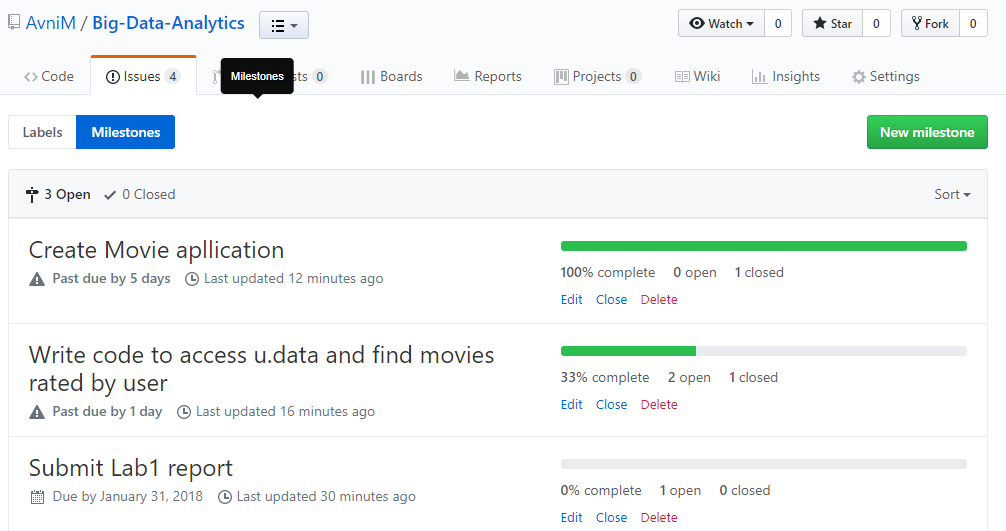 AvniM / Big-Data-Analytics
Watch 0 Star 0 Fork 0
Code Issues 4 Milestones sts 0 Boards Reports Projects 0 Wiki Insights Settings
Labels Milestones New milestone
3 Open 0 Closed Sort
Create Movie apllication
Past due by 5 days Last updated 12 minutes ago
100% complete 0 open 1 closed
Edit Close Delete
Write code to access u.data and find movies
rated by user
Past due by 1 day Last updated 16 minutes ago
33% complete 2 open 1 closed
Edit Close Delete
Submit Lab1 report
Due by January 31, 2018 Last updated 30 minutes ago
0% complete 1 open 0 closed
Edit Close Delete